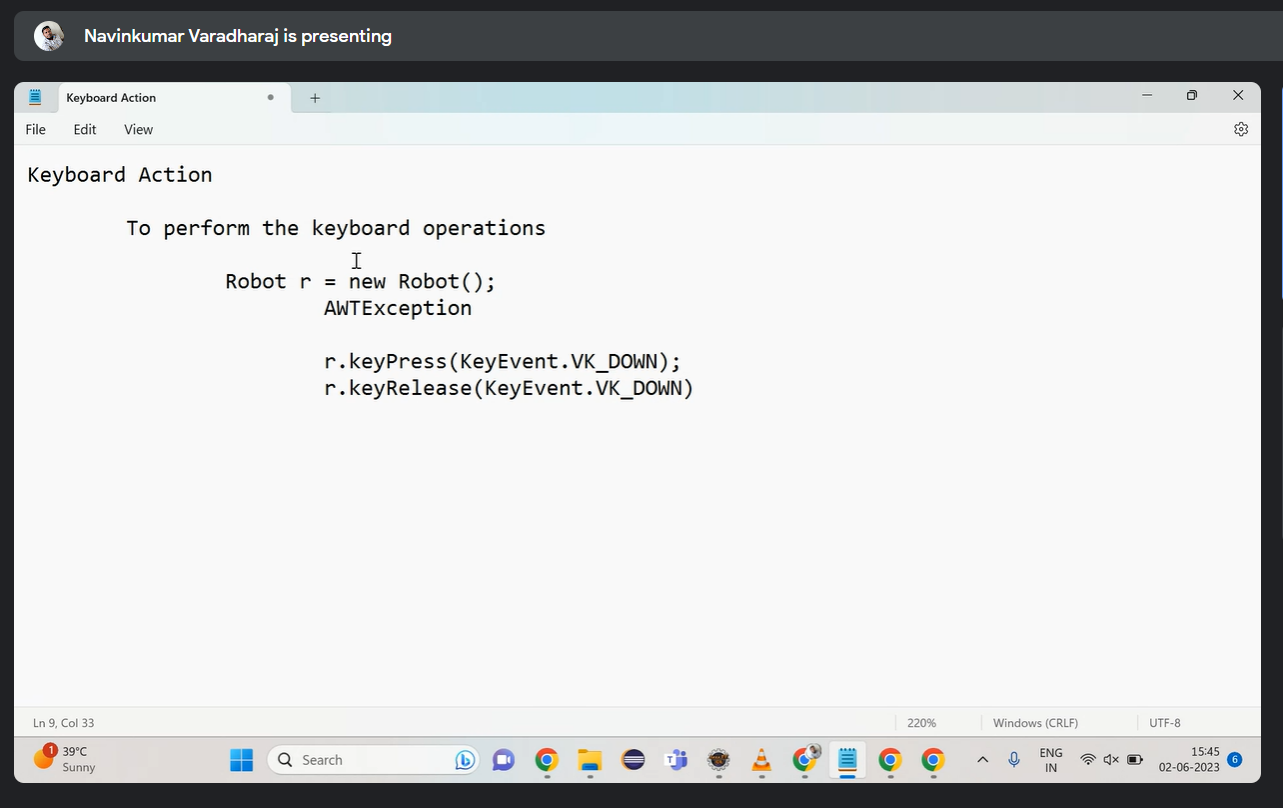 Navinkumar Varadharaj is presenting
Keyboard Action
File Edit View
Keyboard Action
To perform the keyboard operations
Robot r = new Robot();
AWTException
r.keyPress(KeyEvent.VK_DOWN);
r.keyRelease(KeyEvent.VK_DOWN)
Ln 9, Col 33 220% Windows (CRLF) UTF-8
1 39°C Search ENG 15:45
Sunny IN 02-06-2023 6